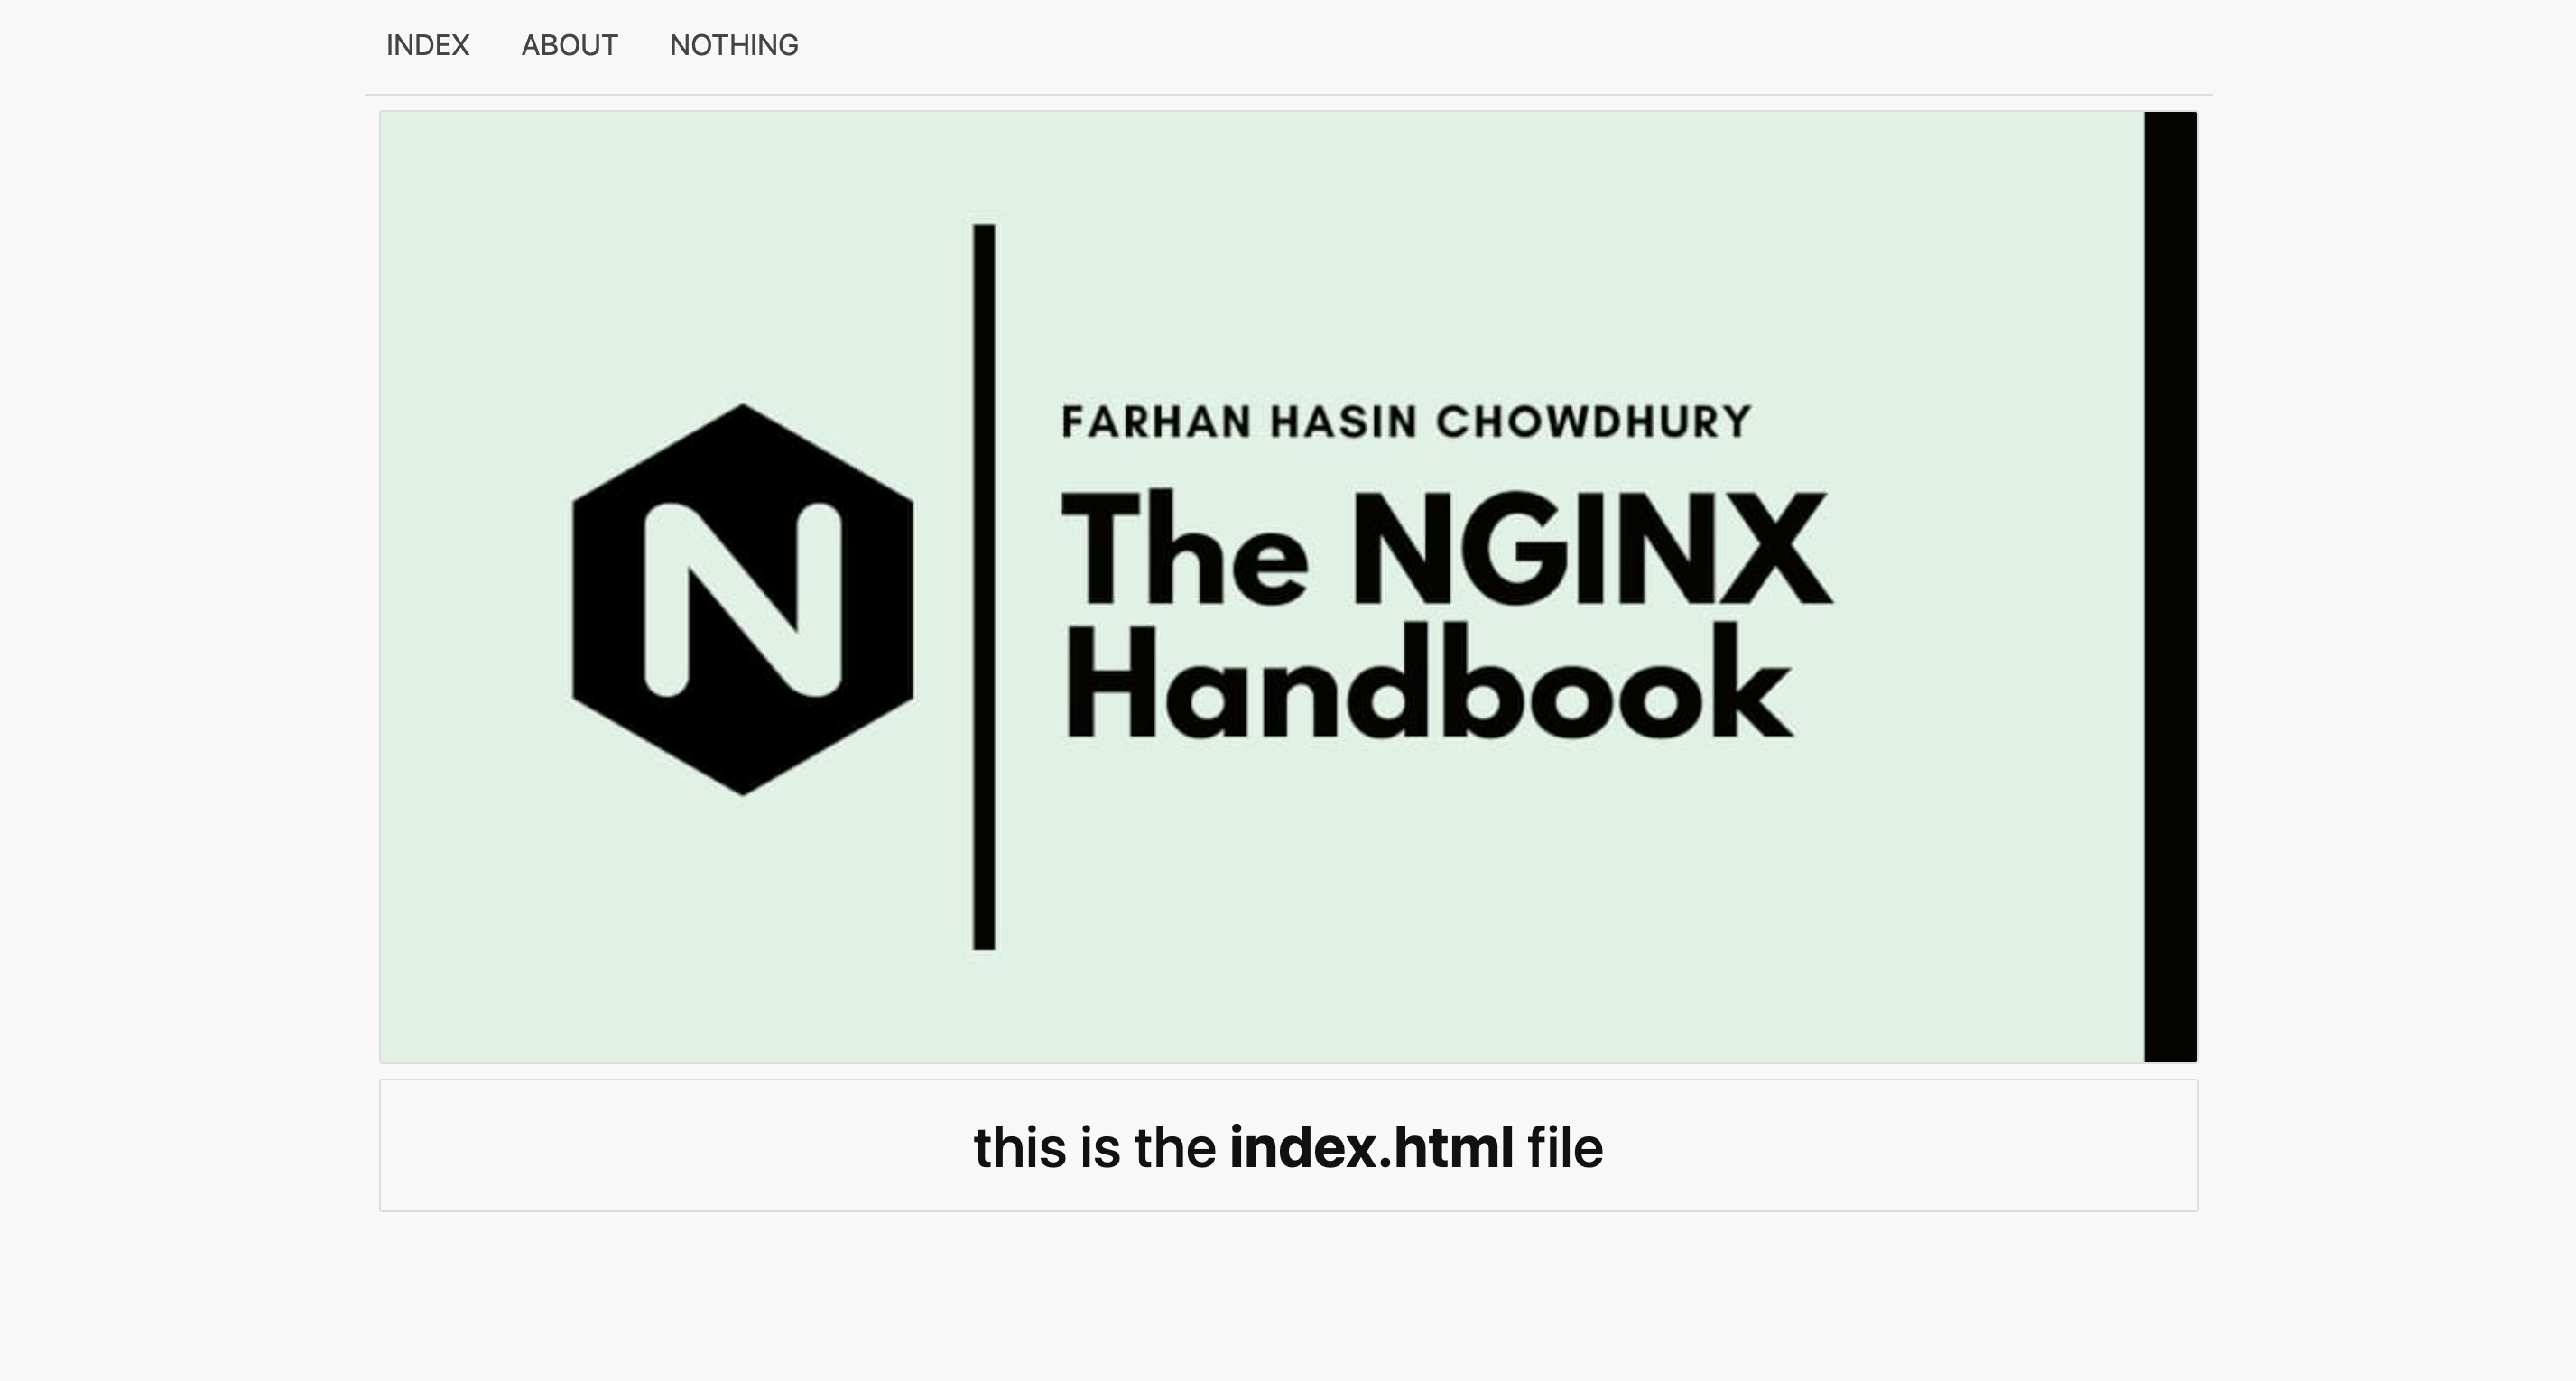 INDEX ABOUT NOTHING
N
FARHAN HASIN CHOWDHURY
The NGINX
Handbook
this is the index.html file